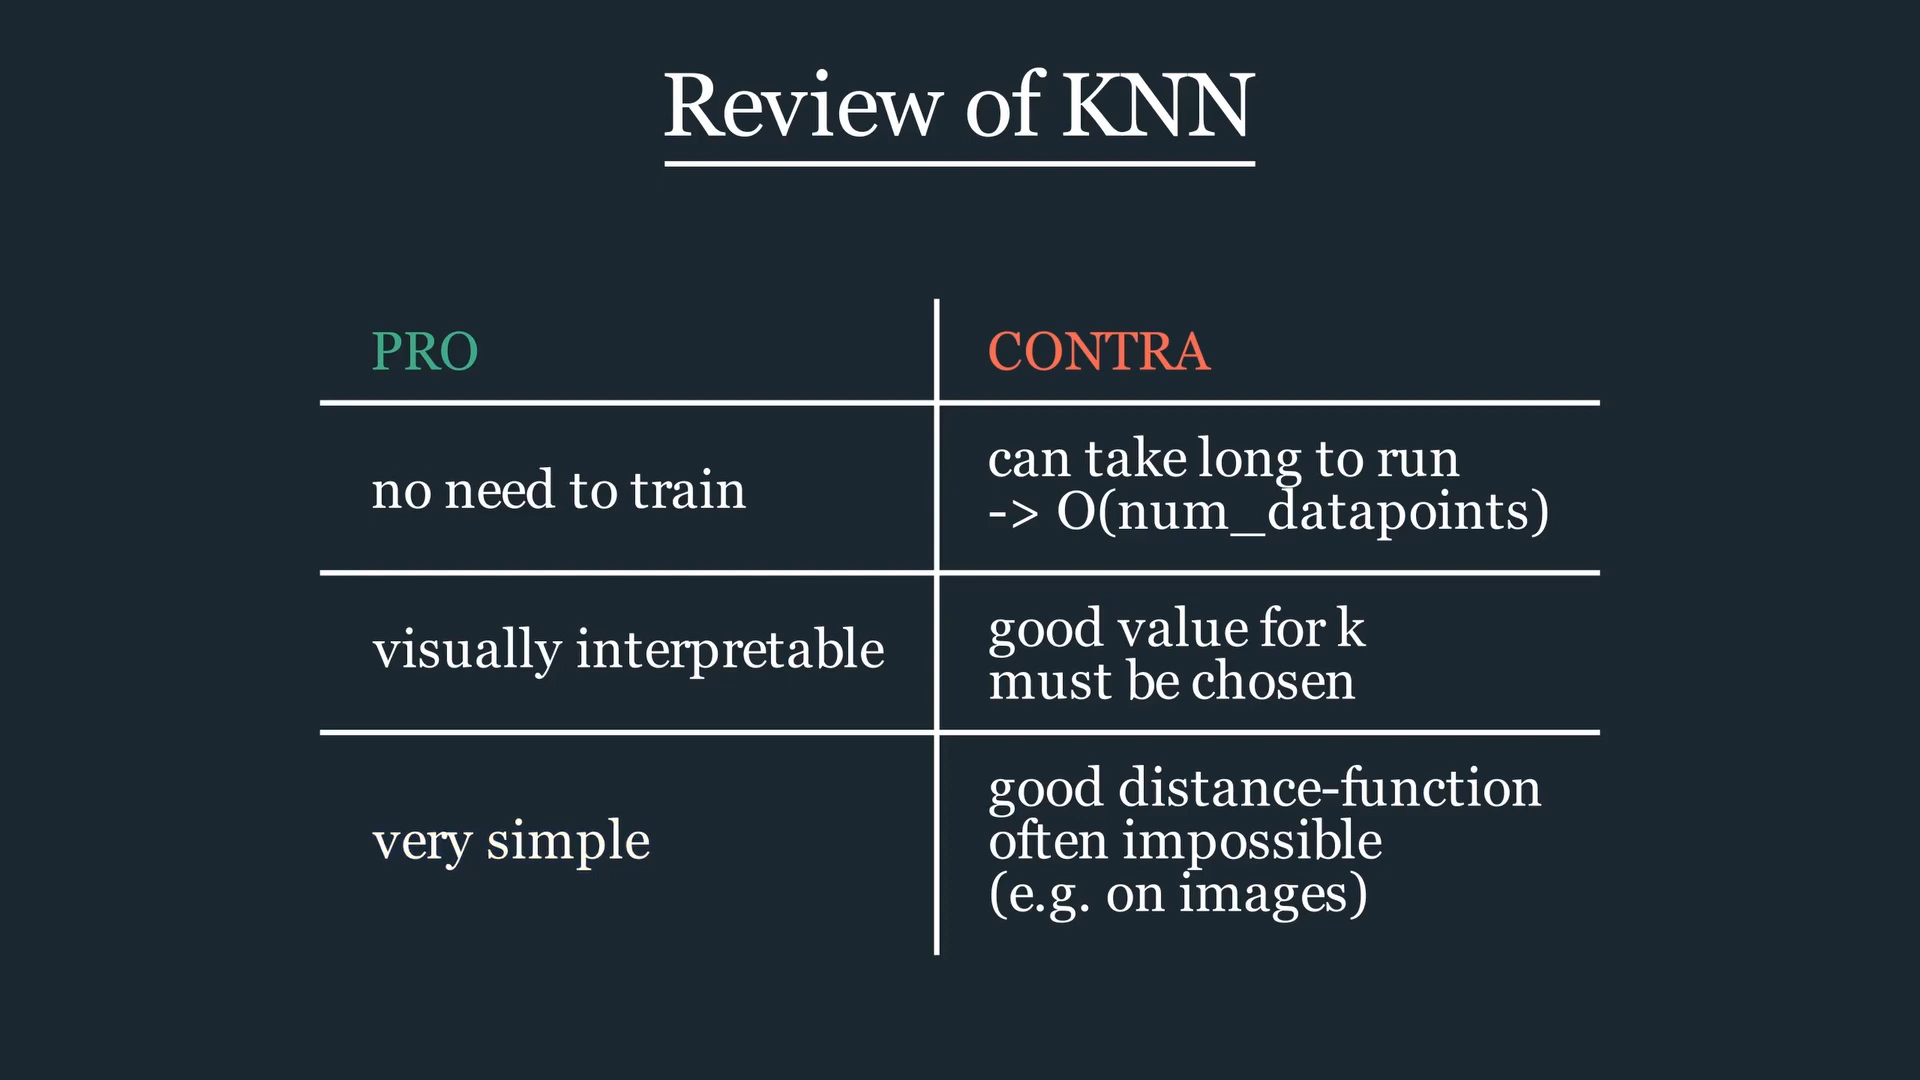 Review of KNN
PRO
CONTRA
no need to train
can take long to run
-> O(num_datapoints)
visually interpretable
good value for k
must be chosen
very simple
good distance-function
often impossible
(e.g. on images)